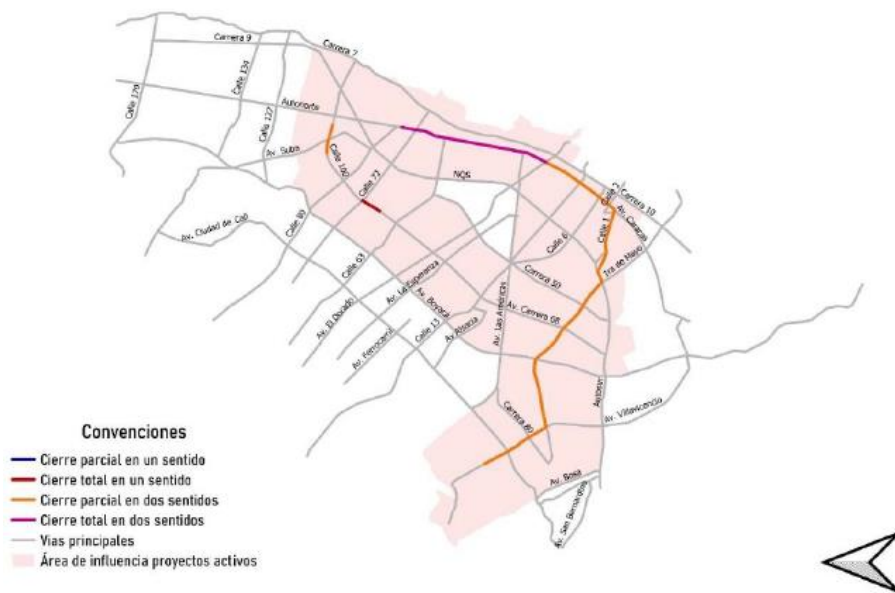 Carrera 9
Carrera 7
Calle 134
Calle 170
Calle 127
Autonorte
Av. Suba
Calle 100
Calle 72
NQS
Calle 80
Av. Ciudad de Cali
Calle 63
Av. La Esperanza
Av. El Dorado
Av. Boyacá
Av. Ferrocarril
Calle 13
Av. Alsacia
Av. Las Américas
Carrera 50
Av. Carrera 68
Calle 6
Calle 1
Carrera 10
Av. Caracas
1ra de Mayo
Autosur
Av. Villavicencio
Carrera 80
Av. Bosa
Av. San Bernardino
Convenciones
Cierre parcial en un sentido
Cierre total en un sentido
Cierre parcial en dos sentidos
Cierre total en dos sentidos
Vias principales
Área de influencia proyectos activos